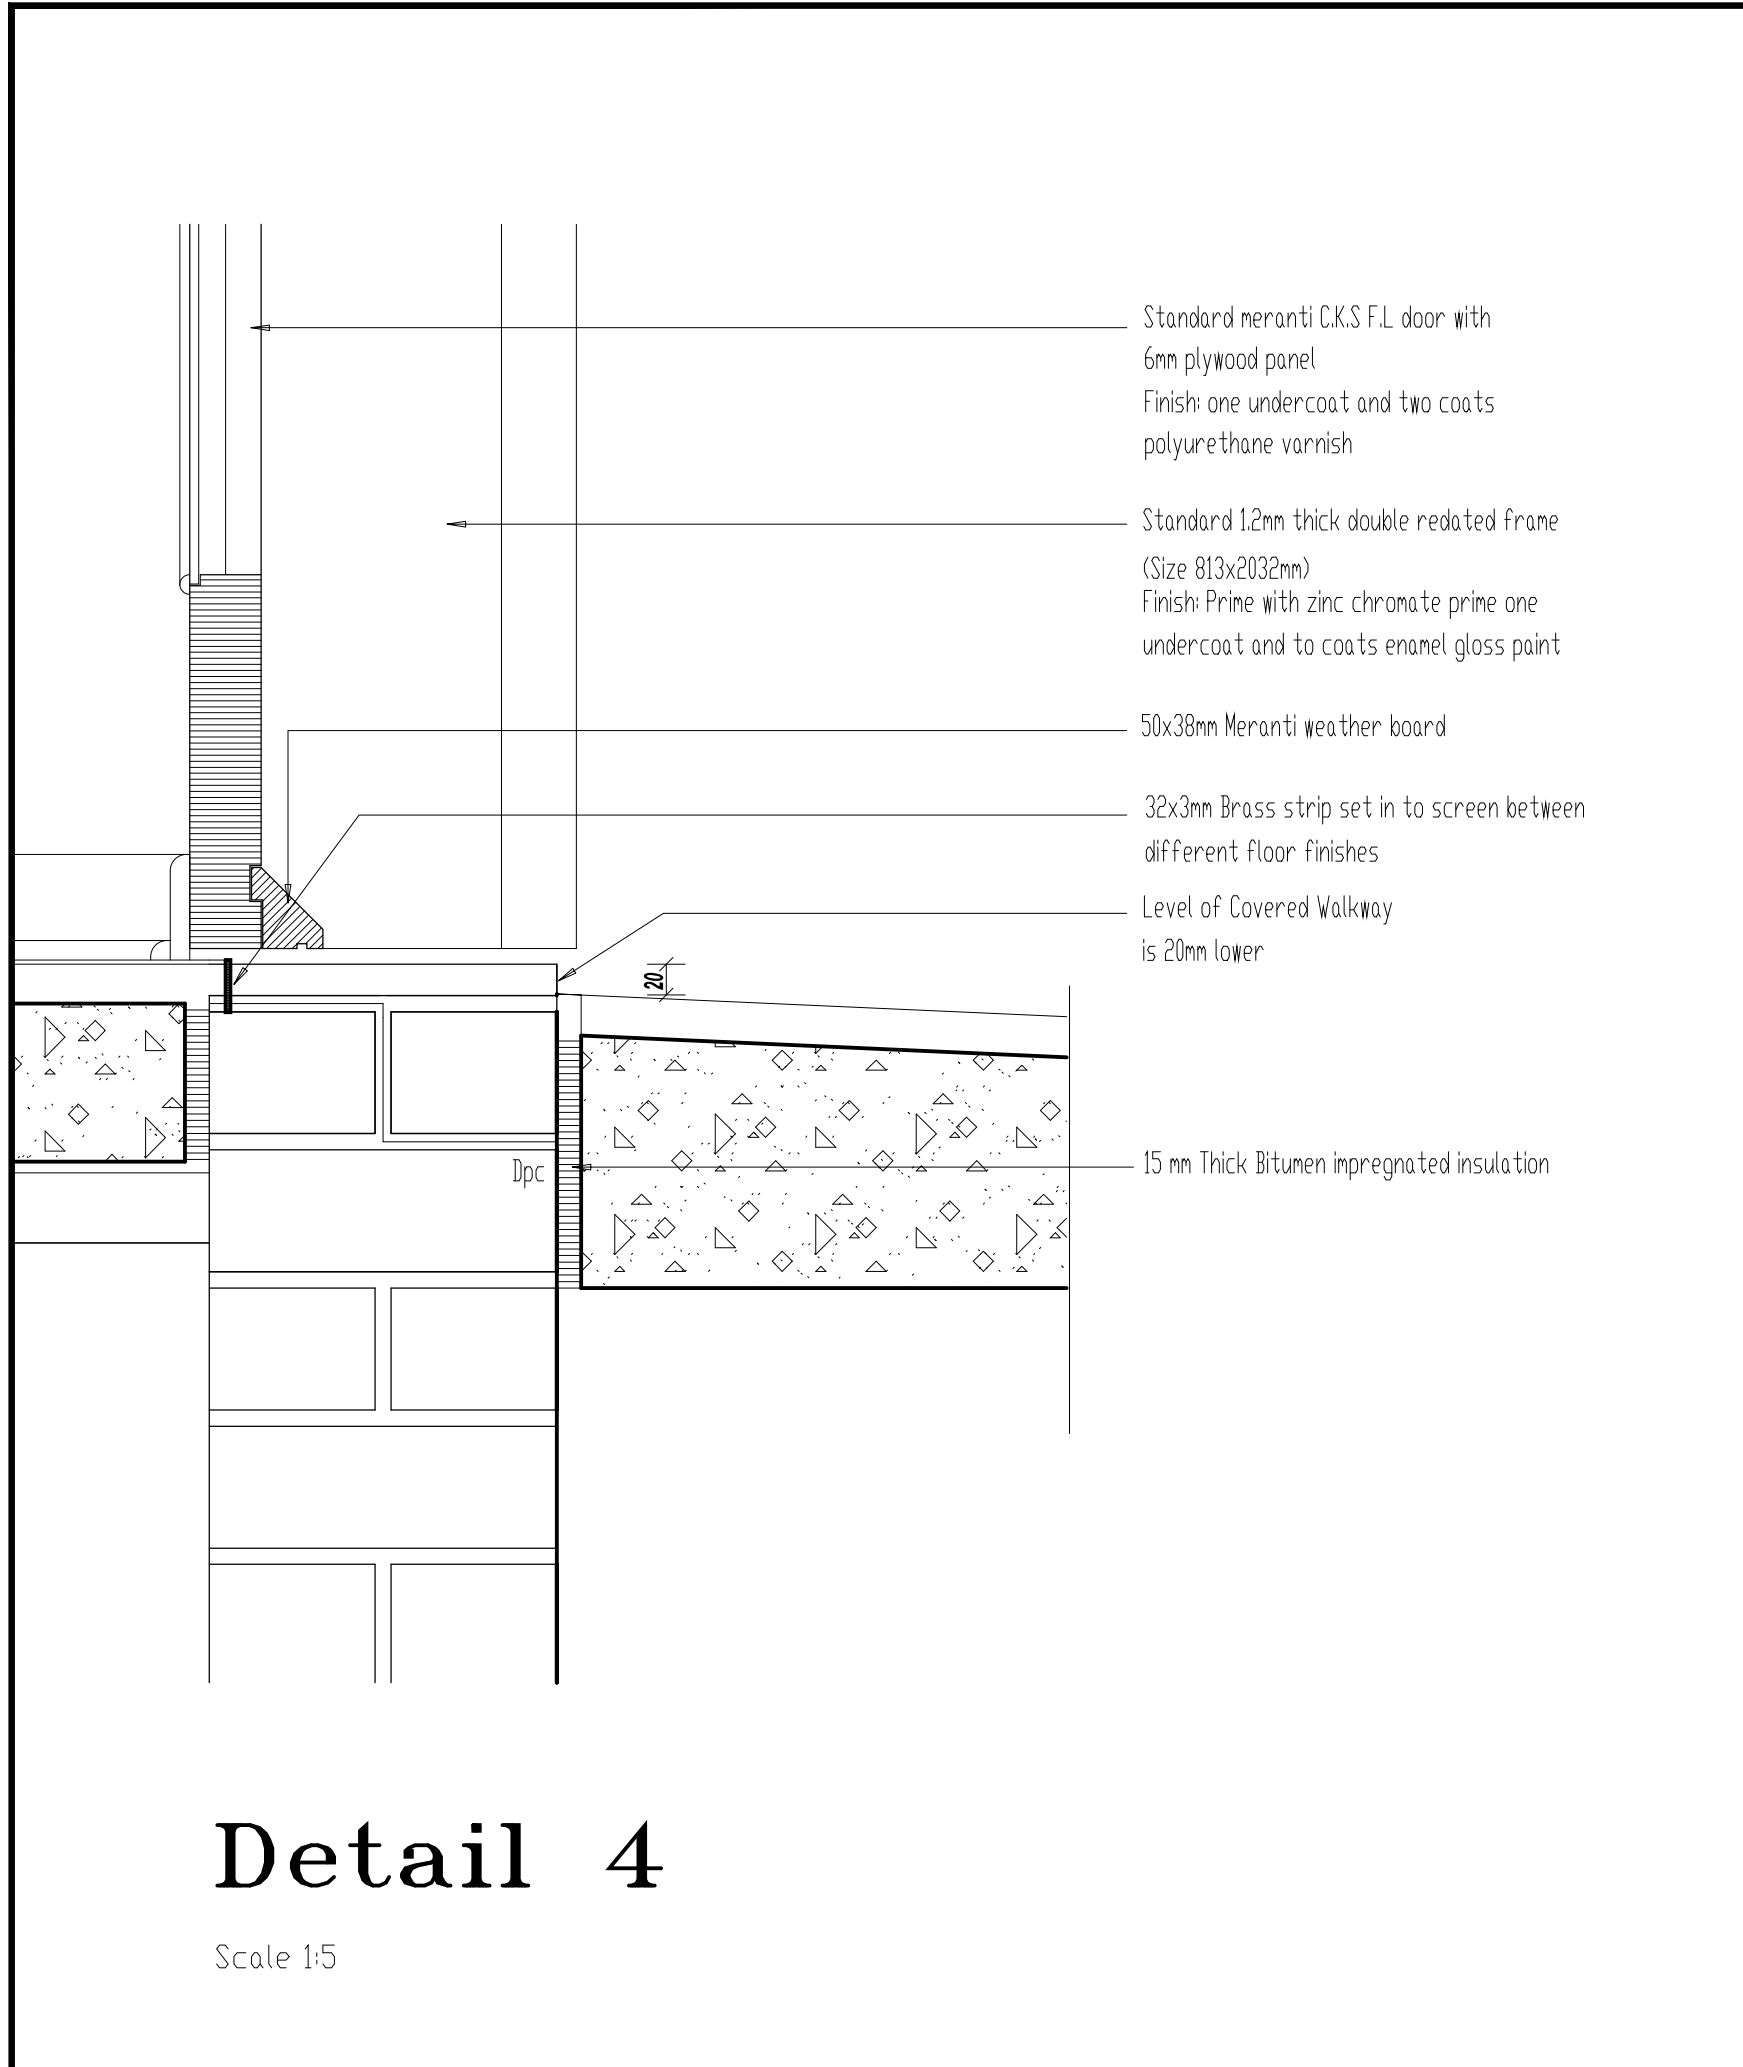 Standard meranti C.K.S F.L door with
6mm plywood panel
Finish: one undercoat and two coats
polyurethane varnish
Standard 1.2mm thick double redated frame
(Size 813x2032mm)
Finish: Prime with zinc chromate prime one
undercoat and to coats enamel gloss paint
50x38mm Meranti weather board
32x3mm Brass strip set in to screen between
different floor finishes
Level of Covered Walkway
is 20mm lower
20
Dpc
15 mm Thick Bitumen impregnated insulation
Detail 4
Scale 1:5